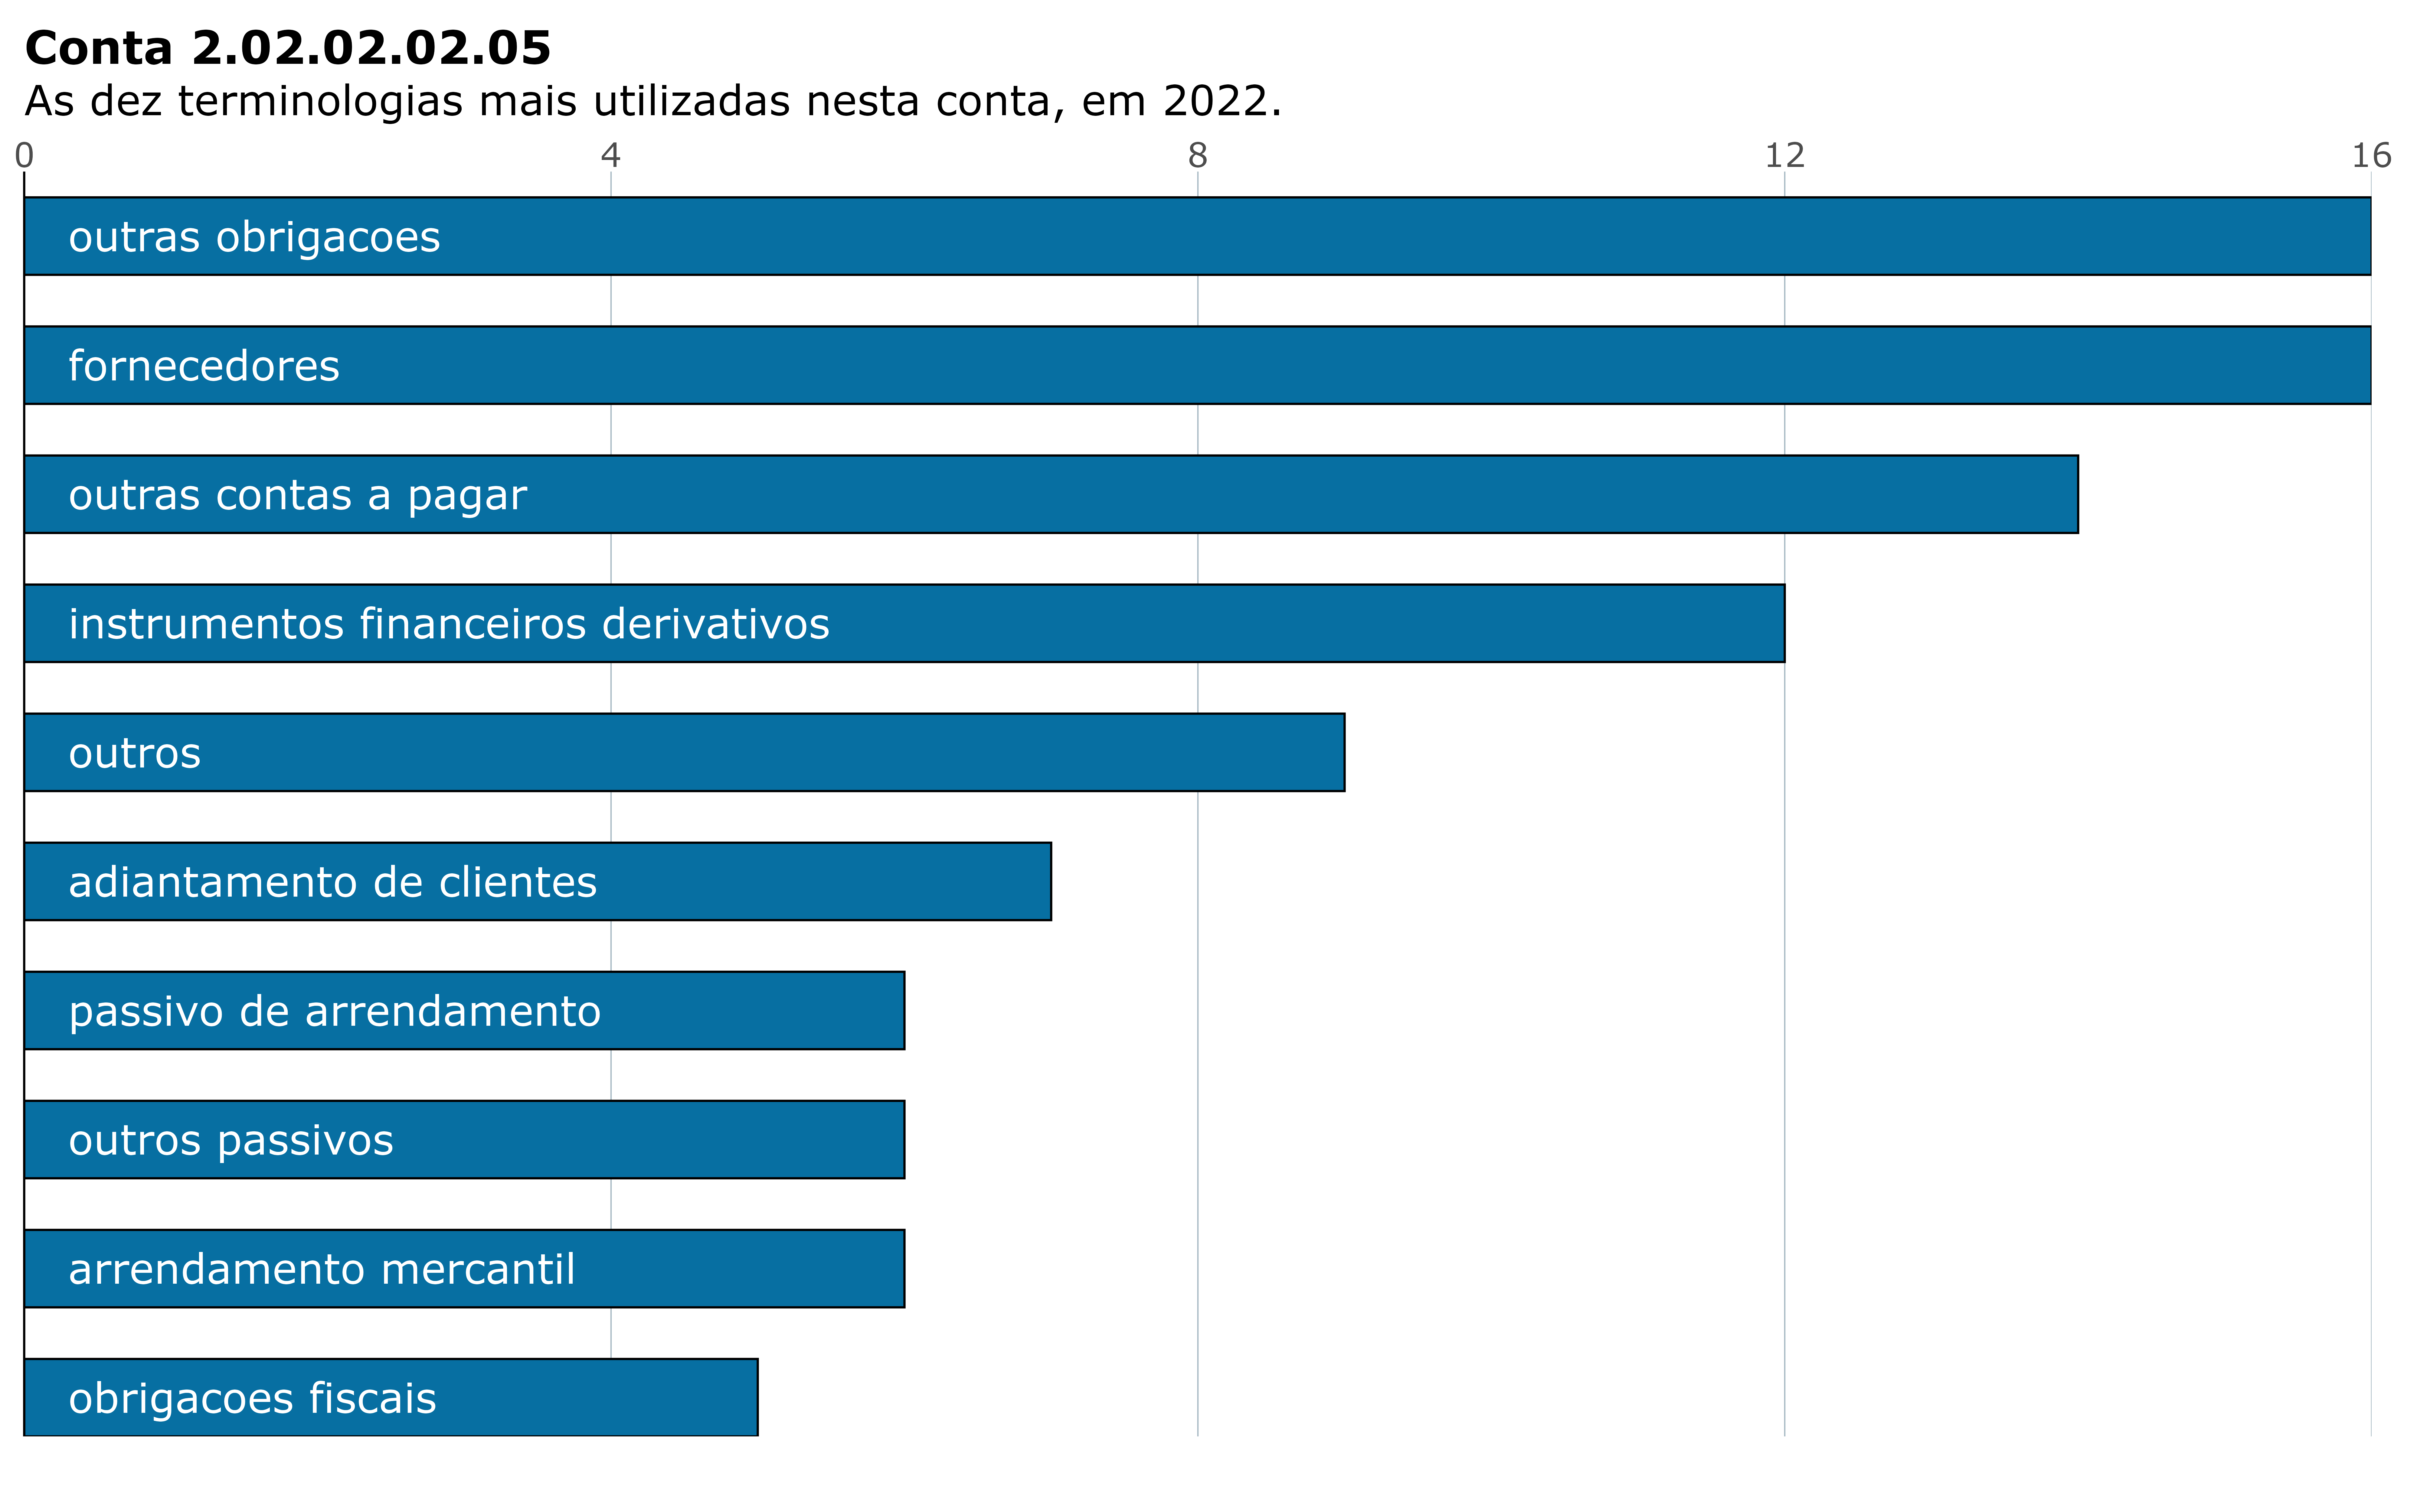 Conta 2.02.02.02.05
As dez terminologias mais utilizadas nesta conta, em 2022.
0 4 8 12 16
outras obrigacoes
fornecedores
outras contas a pagar
instrumentos financeiros derivativos
outros
adiantamento de clientes
passivo de arrendamento
outros passivos
arrendamento mercantil
obrigacoes fiscais